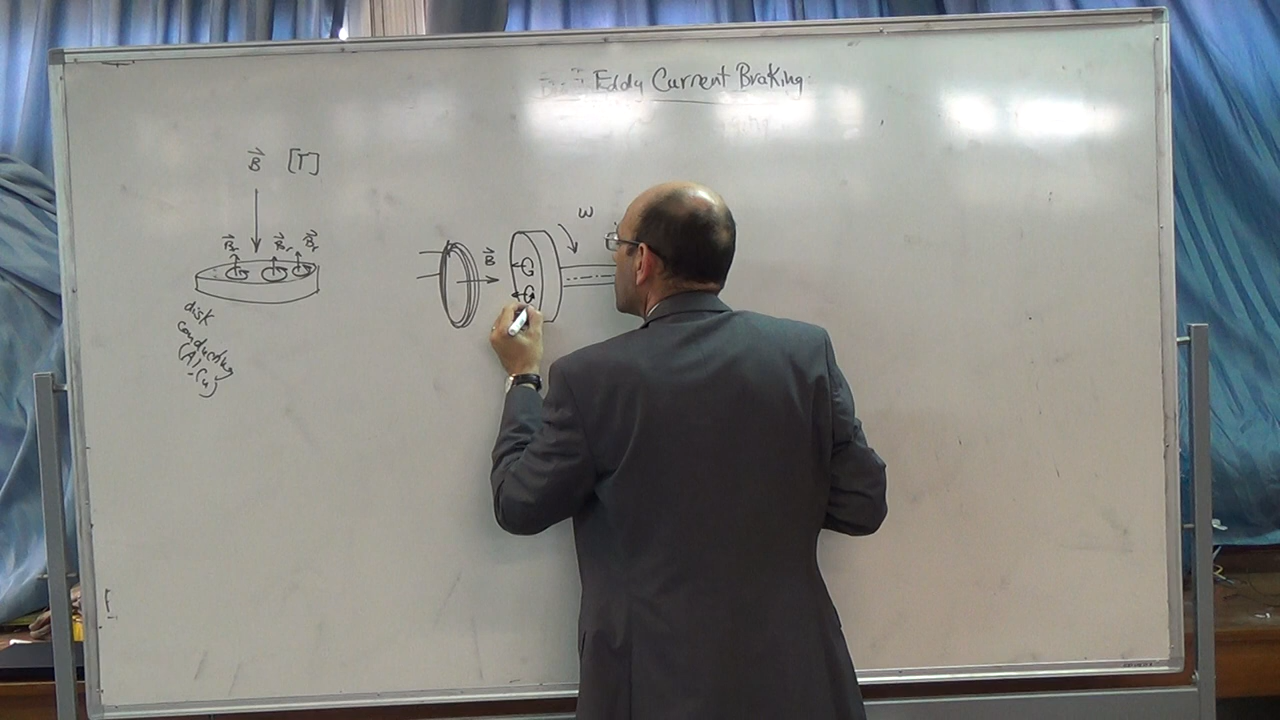 Eddy Current Braking
B⃗ [T]
B⃗r B⃗r B⃗r
ω
B⃗
disk
conducting
(Al
-Cu)